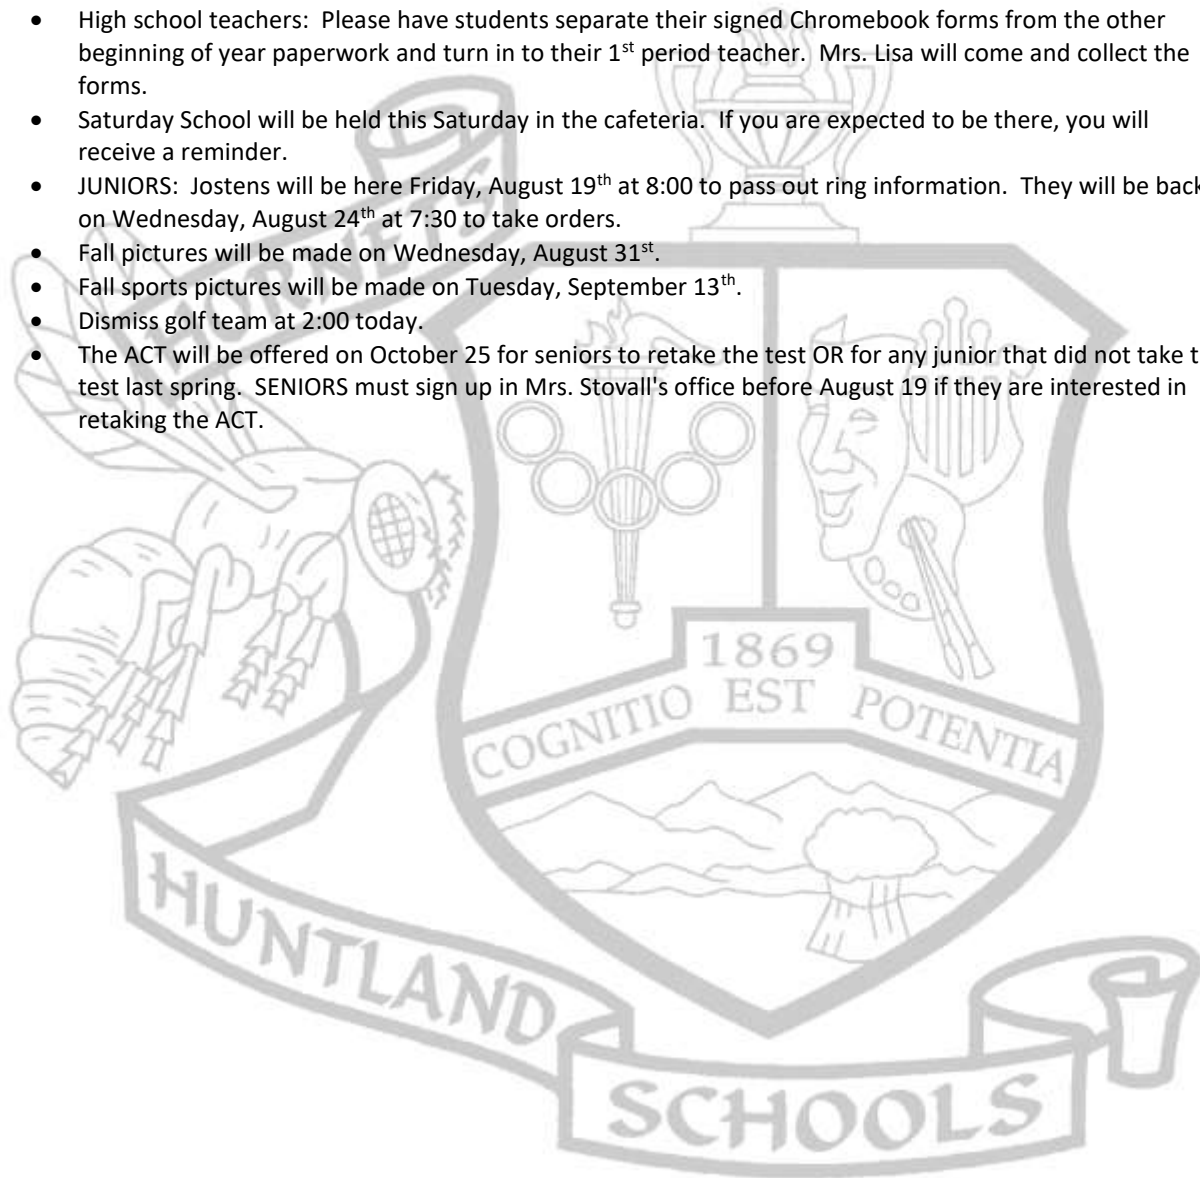 • High school teachers:  Please have students separate their signed Chromebook forms from the other
beginning of year paperwork and turn in to their 1st period teacher.  Mrs. Lisa will come and collect the
forms.
• Saturday School will be held this Saturday in the cafeteria.  If you are expected to be there, you will
receive a reminder.
• JUNIORS:  Jostens will be here Friday, August 19th at 8:00 to pass out ring information.  They will be back
on Wednesday, August 24th at 7:30 to take orders.
• Fall pictures will be made on Wednesday, August 31st.
• Fall sports pictures will be made on Tuesday, September 13th.
• Dismiss golf team at 2:00 today.
• The ACT will be offered on October 25 for seniors to retake the test OR for any junior that did not take t
test last spring.  SENIORS must sign up in Mrs. Stovall's office before August 19 if they are interested in
retaking the ACT.
HORNETS
1869
COGNITIO EST POTENTIA
HUNTLAND
SCHOOLS